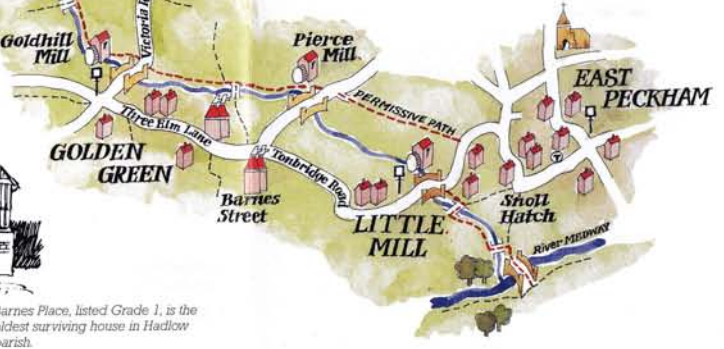 Goldhill
Mill
Victoria
Pierce
Mill
EAST
PECKHAM
PERMISSIVE PATH
Three Elm Lane
GOLDEN
GREEN
Tonbridge Road
Barnes
Street
LITTLE
MILL
Snoll
Hatch
River MEDWAY
T
Barnes Place, listed Grade 1, is the
oldest surviving house in Hadlow
parish.